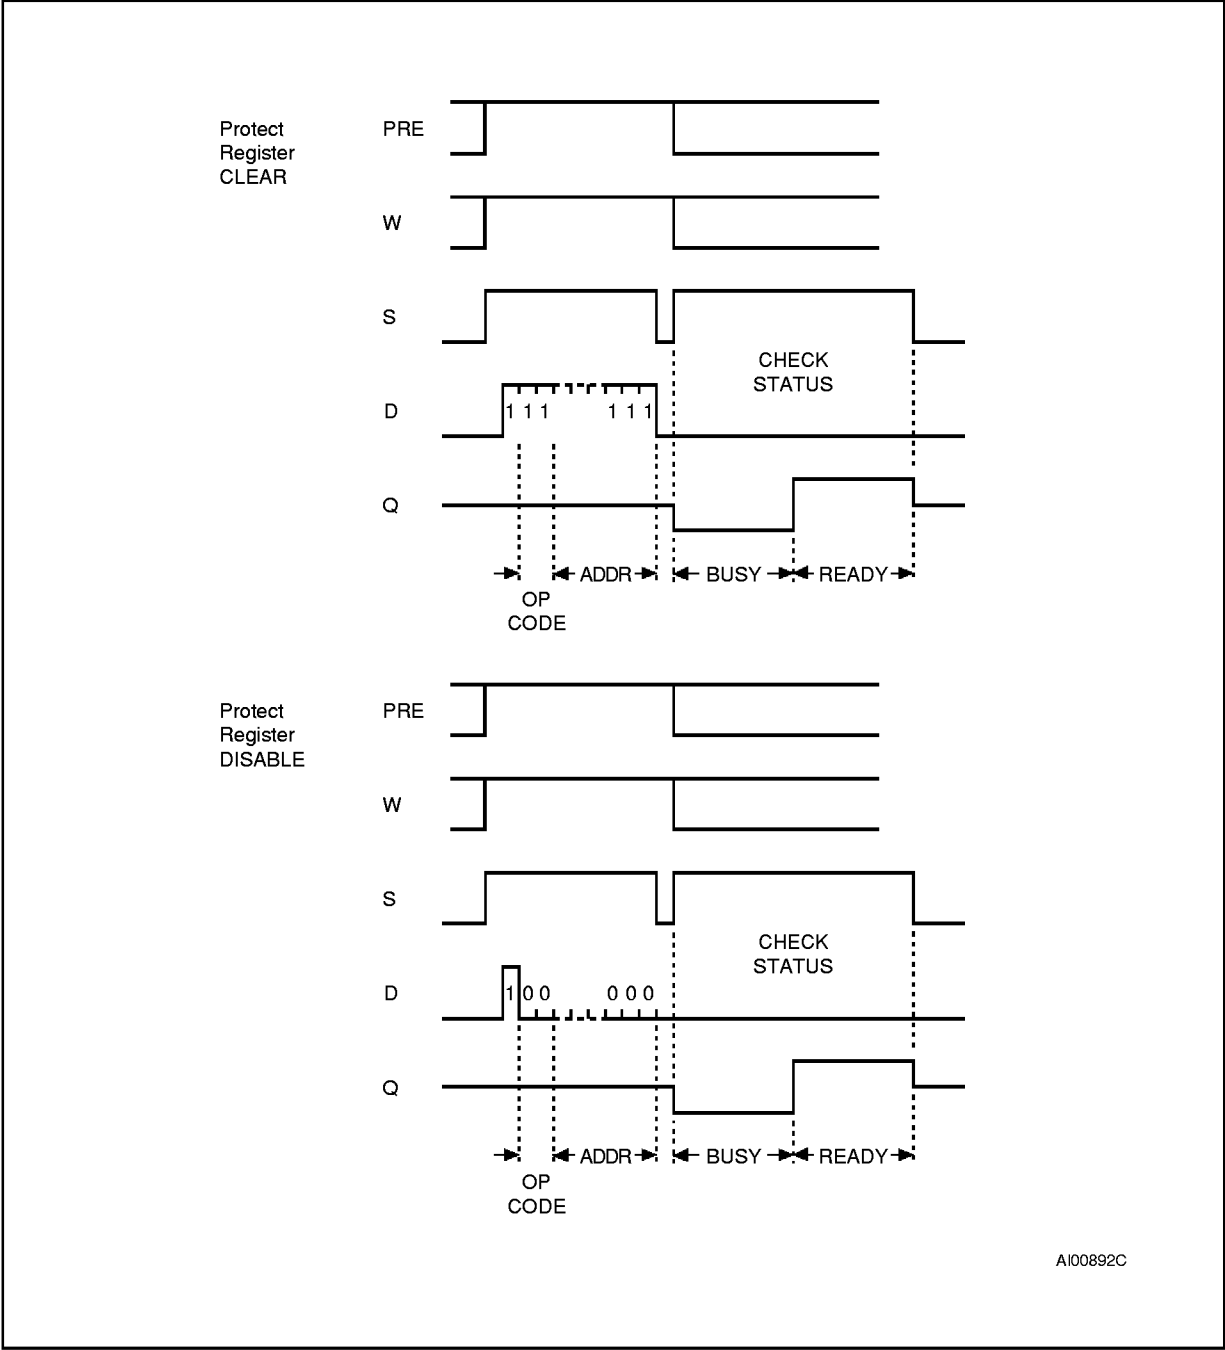 Protect
Register
CLEAR
PRE
W
S
CHECK
STATUS
D
1 1 1 1 1 1
Q
ADDR BUSY READY
OP
CODE
Protect
Register
DISABLE
PRE
W
S
CHECK
STATUS
D
1 0 0 0 0 0
Q
ADDR BUSY READY
OP
CODE
AI00892C